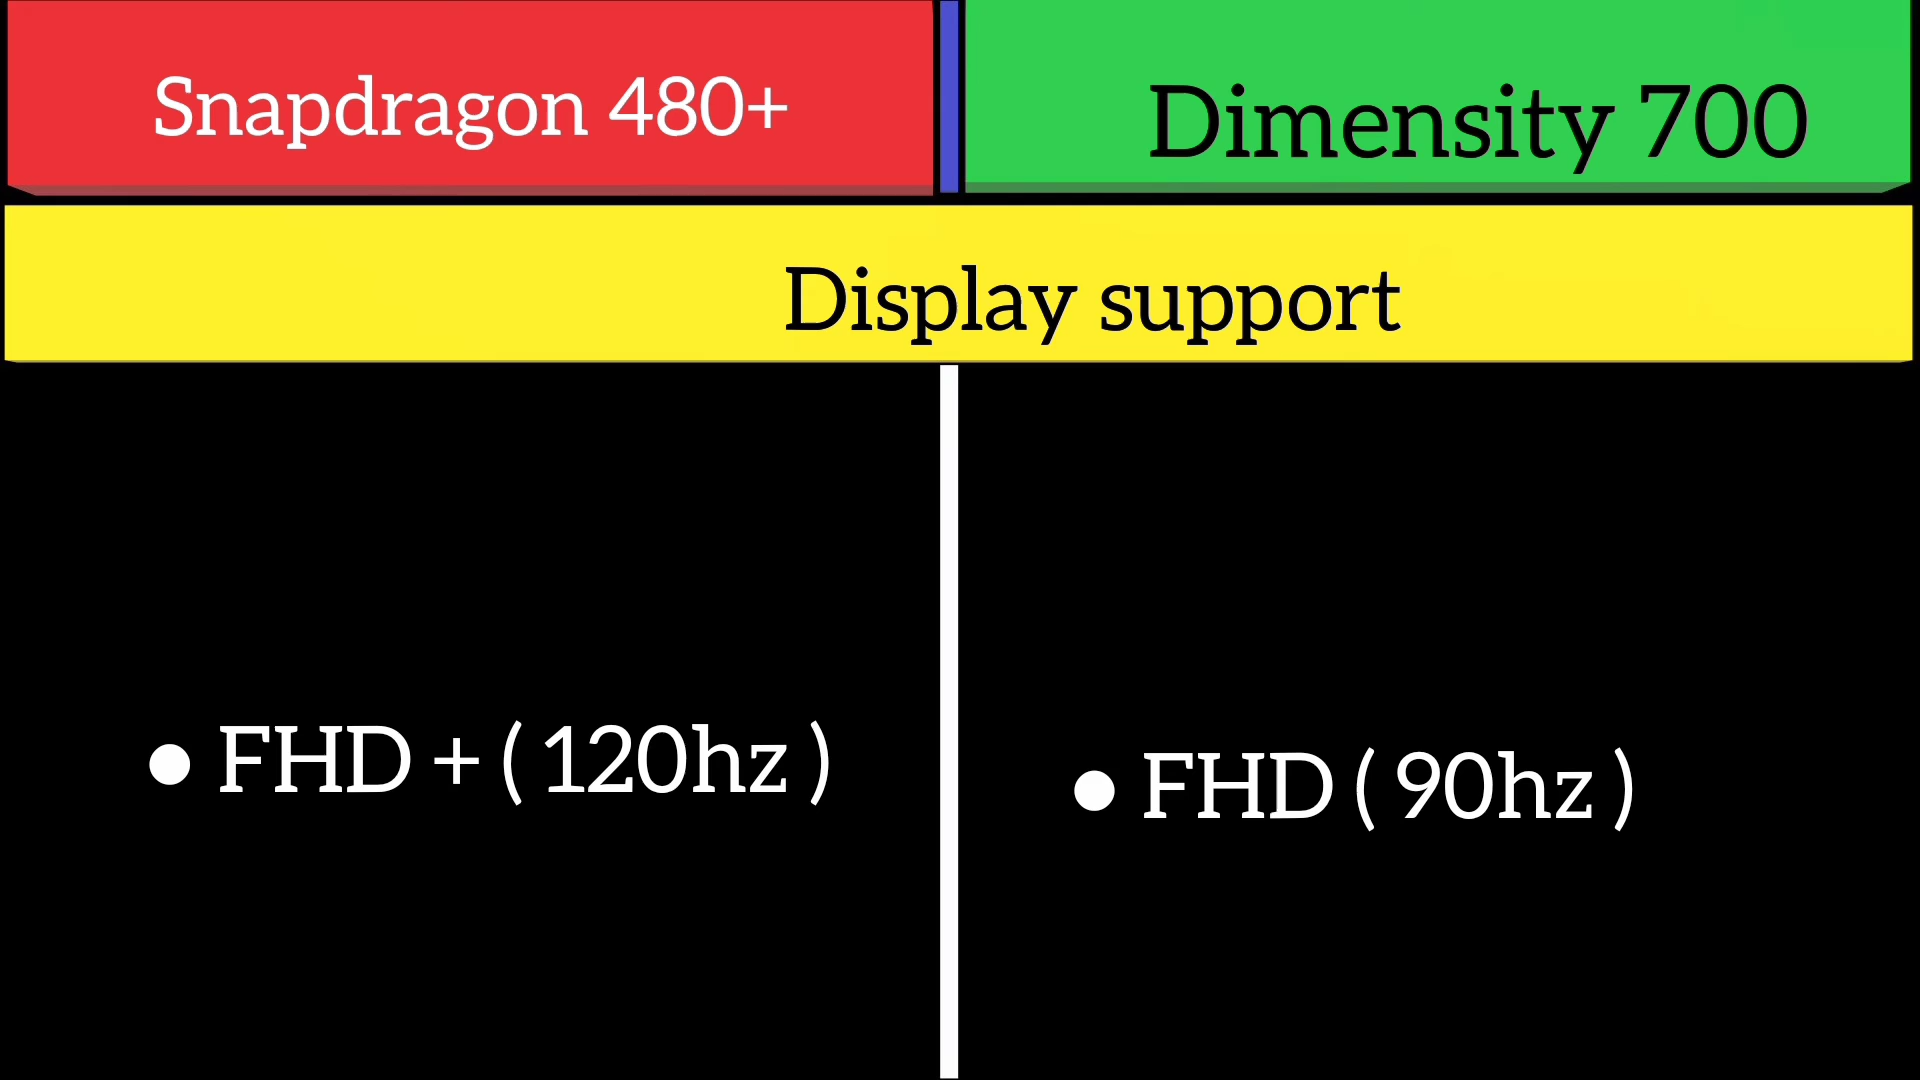 Snapdragon 480+
Dimensity 700
Display support
● FHD + ( 120hz )
● FHD ( 90hz )